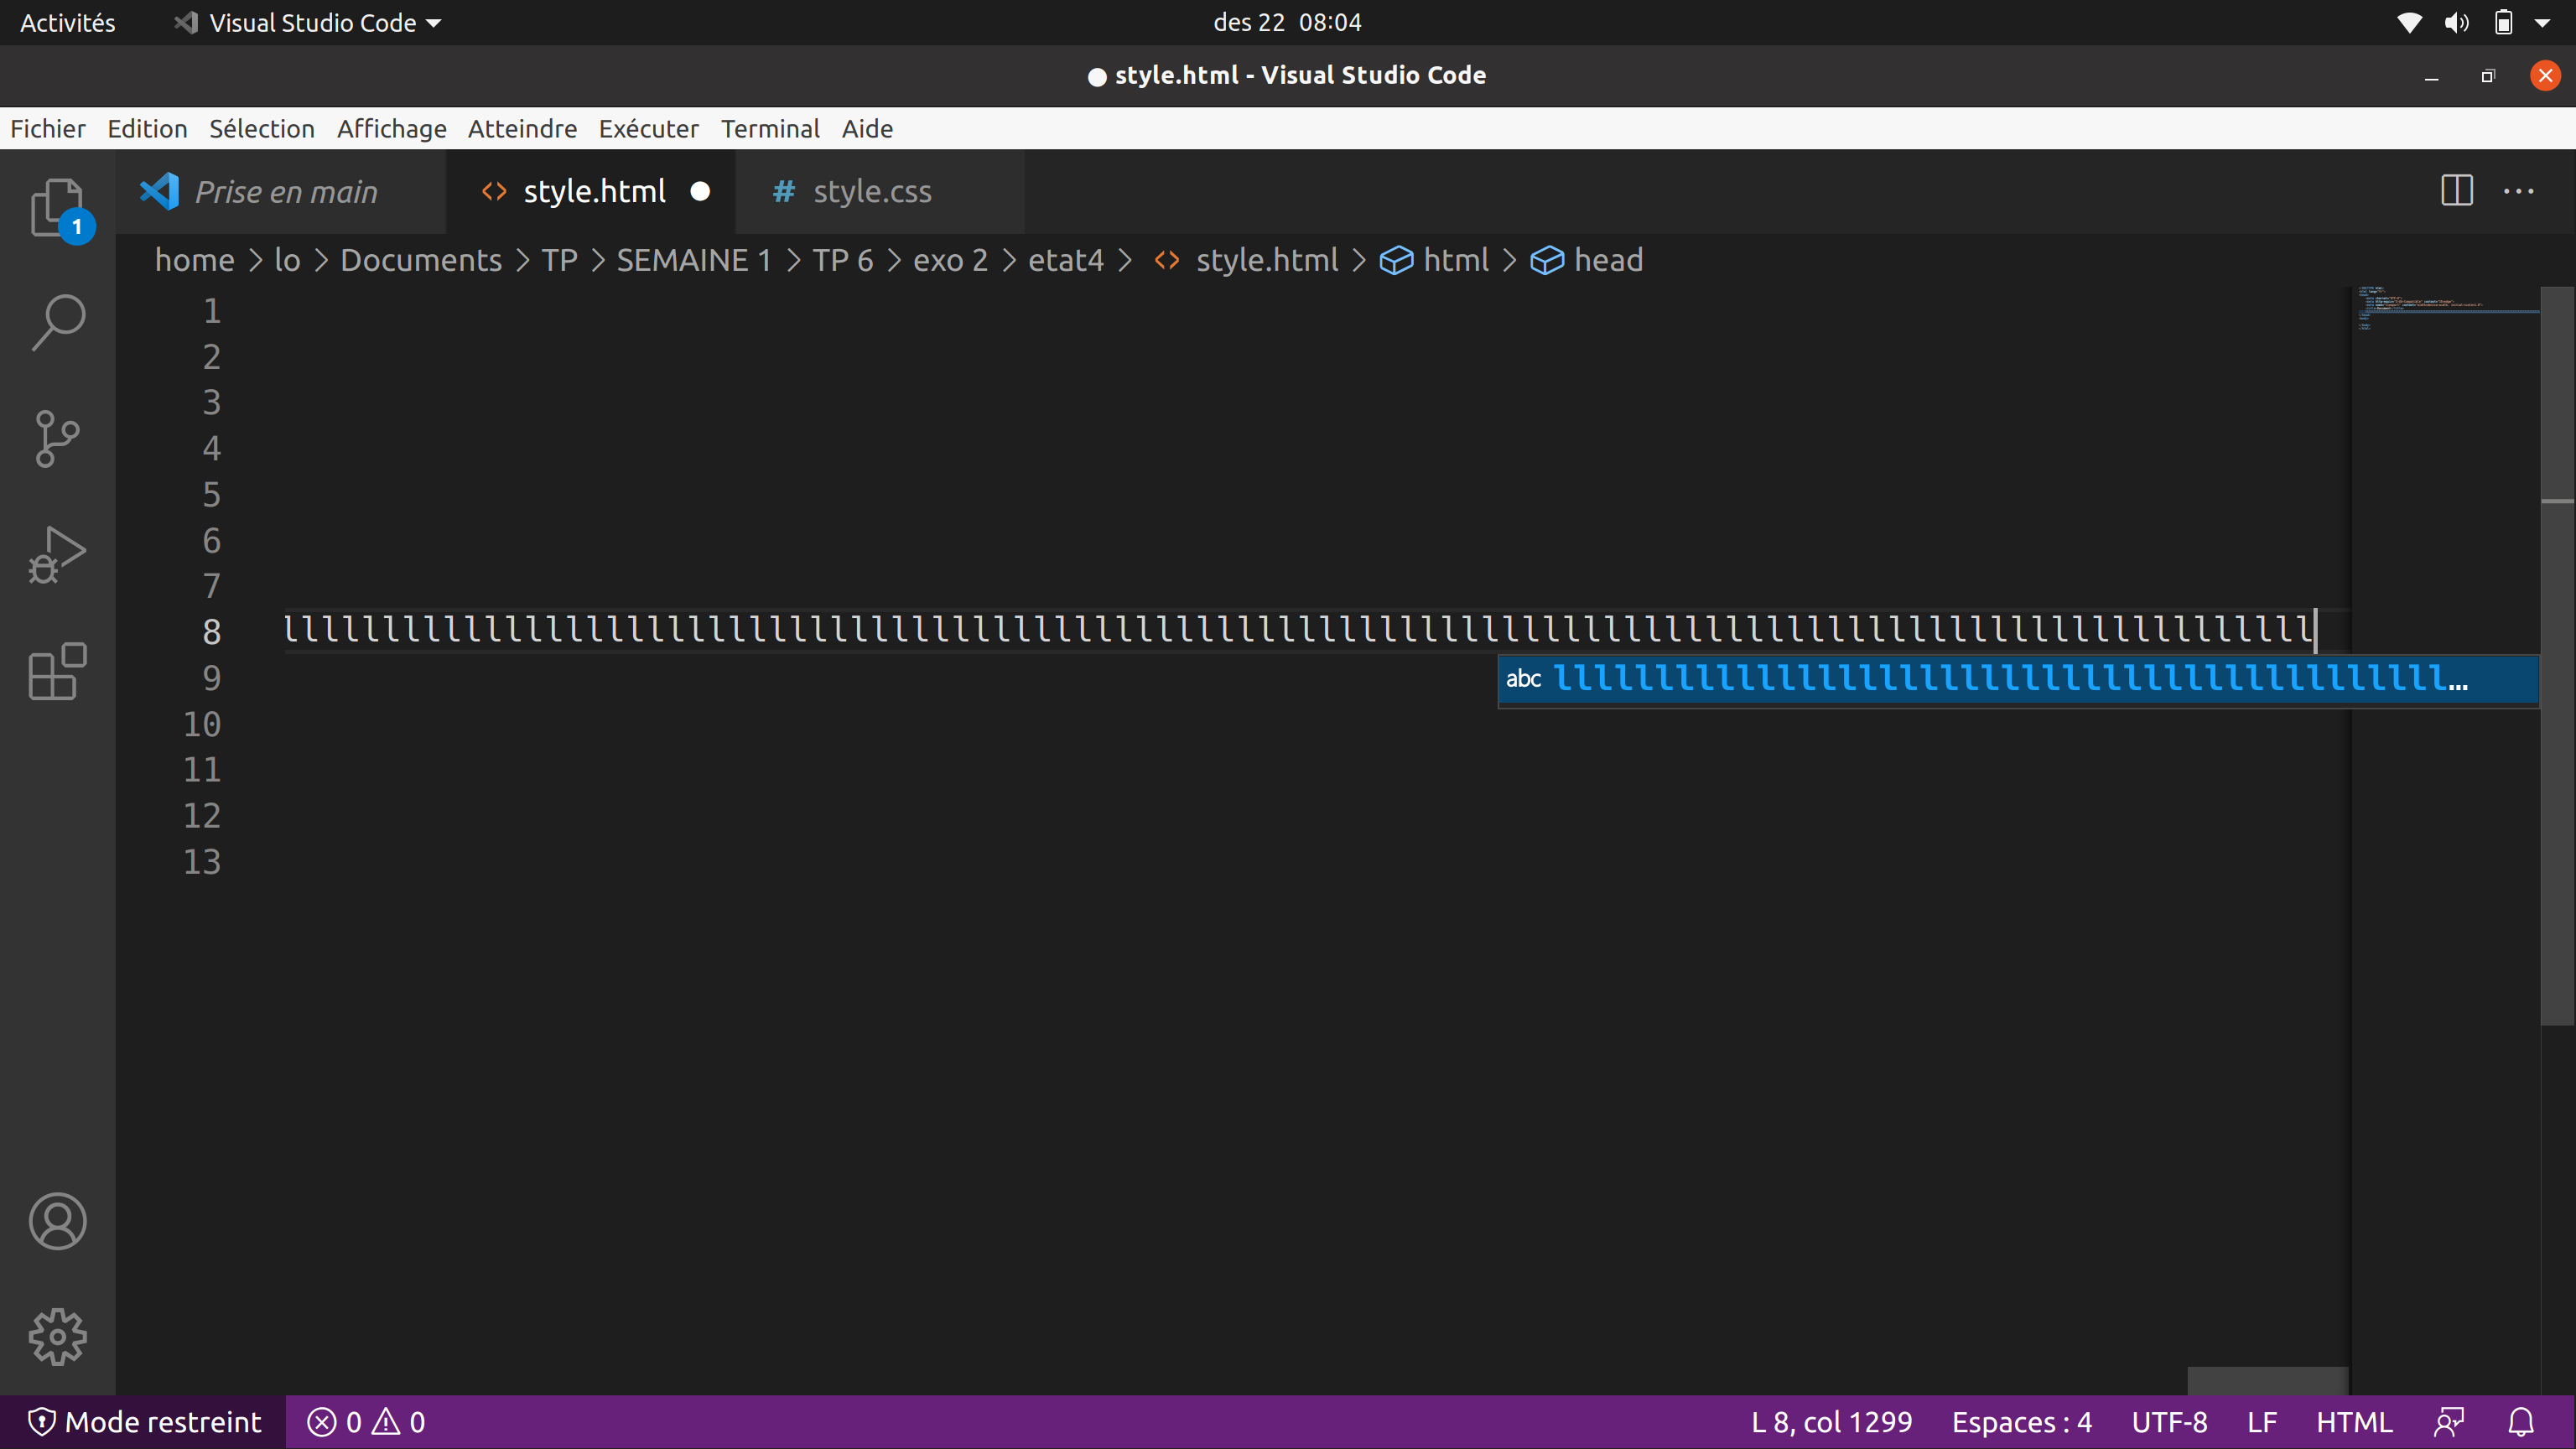 Activités
Visual Studio Code
des 22 08:04
● style.html - Visual Studio Code
Fichier Edition Sélection Affichage Atteindre Exécuter Terminal Aide
1
Prise en main
<> style.html ●
# style.css
home > lo > Documents > TP > SEMAINE 1 > TP 6 > exo 2 > etat4 > <> style.html > html > head
1
2
3
4
5
6
7
8 llllllllllllllllllllllllllllllllllllllllllllllllllllllllllllllllllllllllllllllllllllllllllllllllllll
9
abc llllllllllllllllllllllllllllllllllllllllllll...
10
11
12
13
Mode restreint 0 0 L 8, col 1299 Espaces : 4 UTF-8 LF HTML